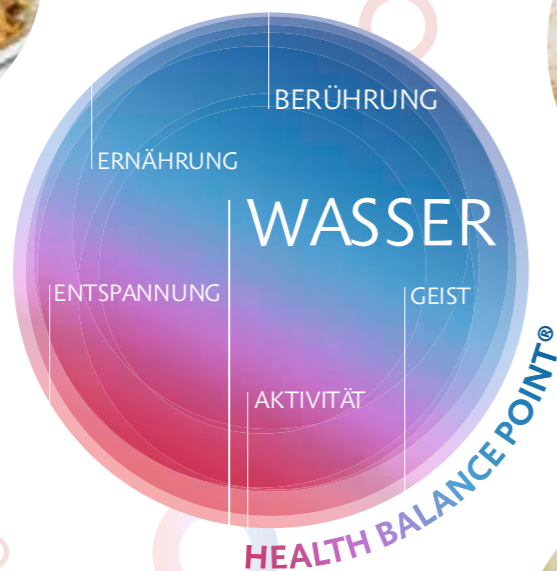 BERÜHRUNG
ERNÄHRUNG
WASSER
ENTSPANNUNG
GEIST
AKTIVITÄT
HEALTH BALANCE POINT®